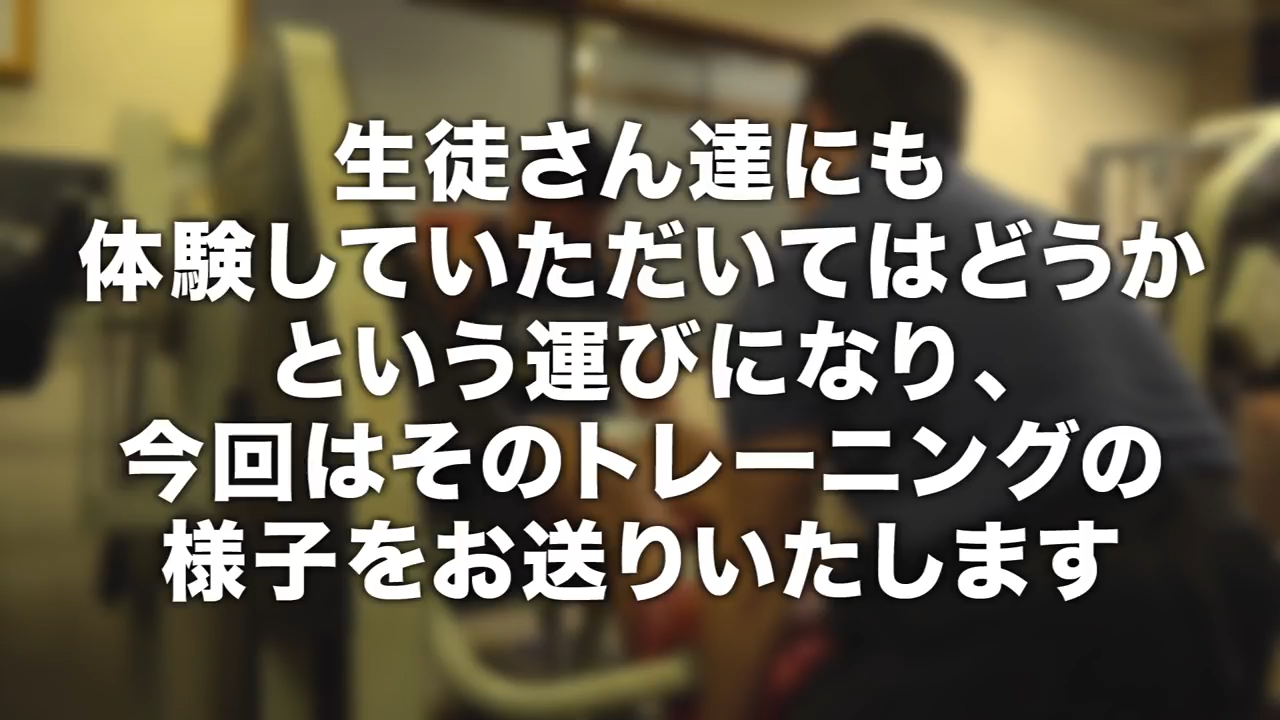 生徒さん達にも
体験していただいてはどうか
という運びになり、
今回はそのトレーニングの
様子をお送りいたします